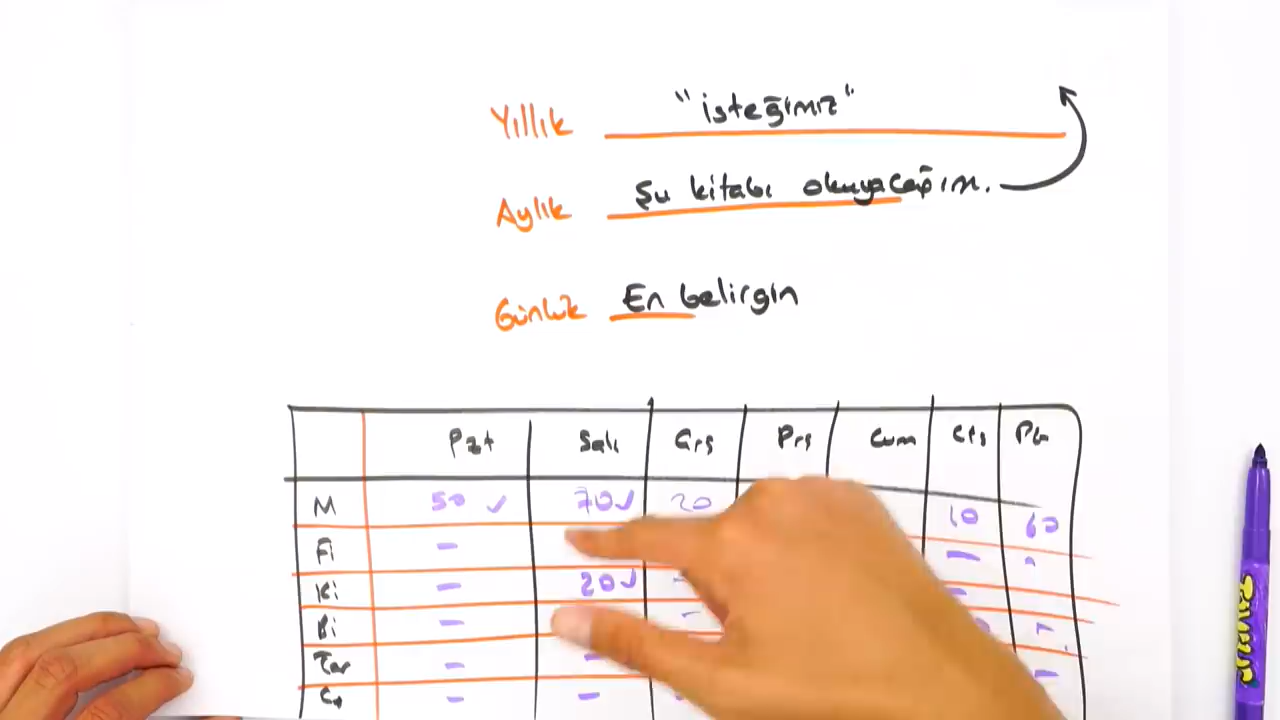 Yıllık "isteğimiz"
Aylık Şu kitabı okuyacağım.
Günlük En belirgin
Pzt Salı Çrş Prş Cum Cts Pz
M 50 ✓ 70 ✓ 20 10 60
Fi - -
Ki - 20 ✓ - -
Bi - -
Tar - - -
Co - -